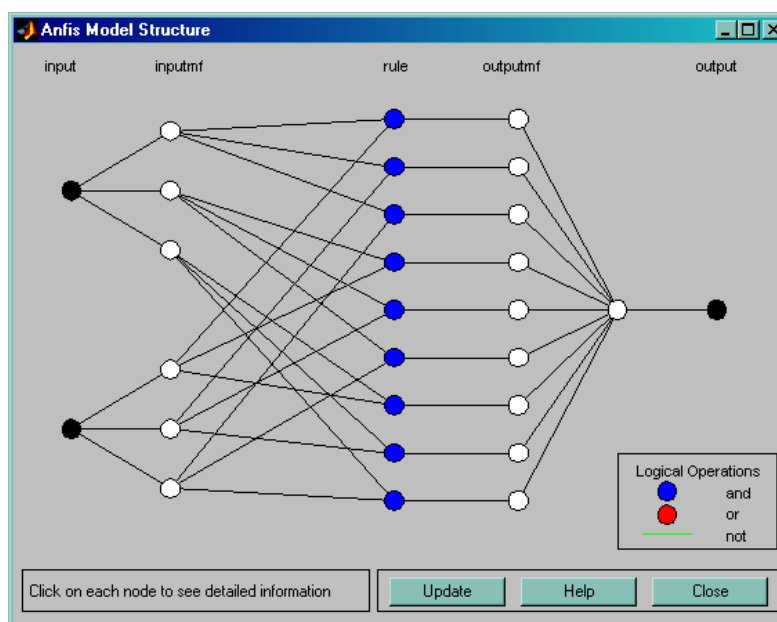 Anfis Model Structure
input inputmf rule outputmf output
Logical Operations
and
or
not
Click on each node to see detailed information
Update Help Close